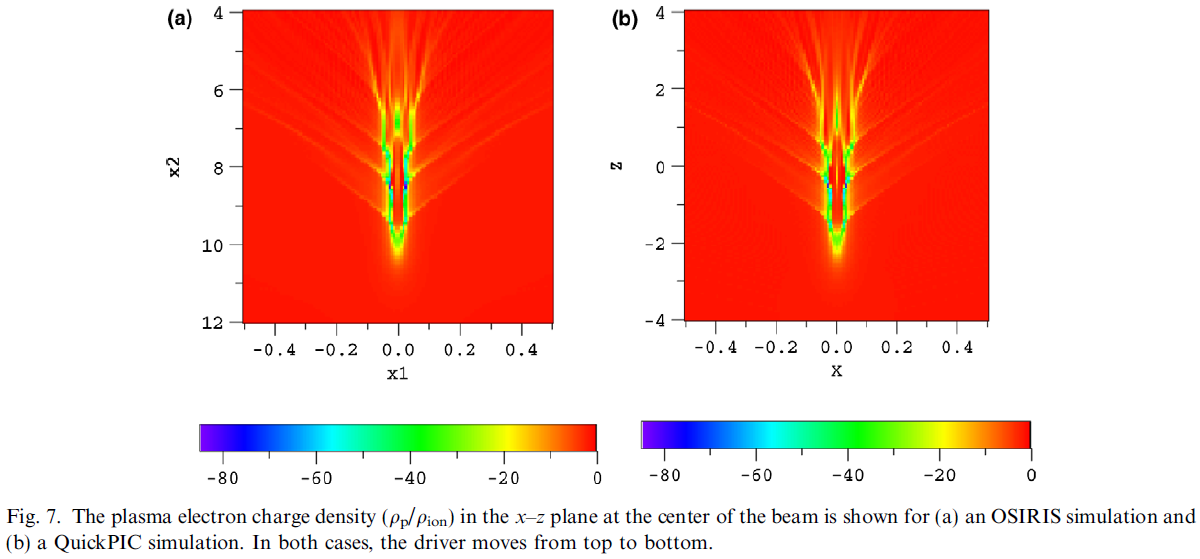 (a)
4
6
8
10
12
x2
-0.4 -0.2 0.0 0.2 0.4
x1
-80 -60 -40 -20 0
(b)
4
2
0
-2
-4
Z
-0.4 -0.2 0.0 0.2 0.4
X
-80 -60 -40 -20 0
Fig. 7. The plasma electron charge density (ρp/ρion) in the x–z plane at the center of the beam is shown for (a) an OSIRIS simulation and
(b) a QuickPIC simulation. In both cases, the driver moves from top to bottom.